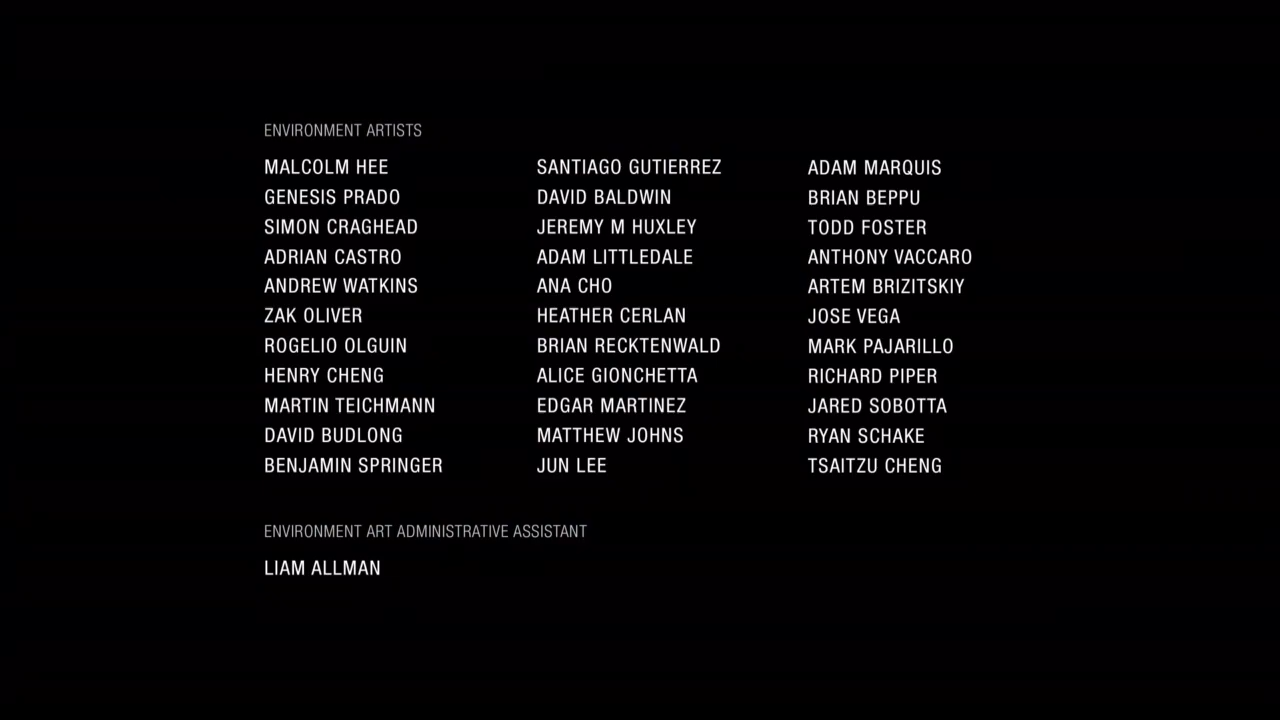 ENVIRONMENT ARTISTS
MALCOLM HEE
GENESIS PRADO
SIMON CRAGHEAD
ADRIAN CASTRO
ANDREW WATKINS
ZAK OLIVER
ROGELIO OLGUIN
HENRY CHENG
MARTIN TEICHMANN
DAVID BUDLONG
BENJAMIN SPRINGER
SANTIAGO GUTIERREZ
DAVID BALDWIN
JEREMY M HUXLEY
ADAM LITTLEDALE
ANA CHO
HEATHER CERLAN
BRIAN RECKTENWALD
ALICE GIONCHETTA
EDGAR MARTINEZ
MATTHEW JOHNS
JUN LEE
ADAM MARQUIS
BRIAN BEPPU
TODD FOSTER
ANTHONY VACCARO
ARTEM BRIZITSKIY
JOSE VEGA
MARK PAJARILLO
RICHARD PIPER
JARED SOBOTTA
RYAN SCHAKE
TSAITZU CHENG
ENVIRONMENT ART ADMINISTRATIVE ASSISTANT
LIAM ALLMAN